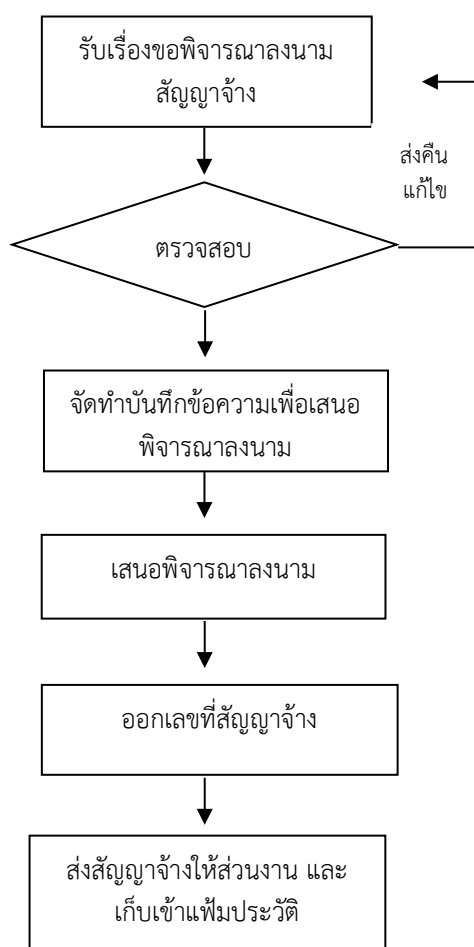 รับเรื่องขอพิจารณาลงนาม
สัญญาจ้าง
ส่งคืน
แก้ไข
ตรวจสอบ
จัดทำบันทึกข้อความเพื่อเสนอ
พิจารณาลงนาม
เสนอพิจารณาลงนาม
ออกเลขที่สัญญาจ้าง
ส่งสัญญาจ้างให้ส่วนงาน และ
เก็บเข้าแฟ้มประวัติ